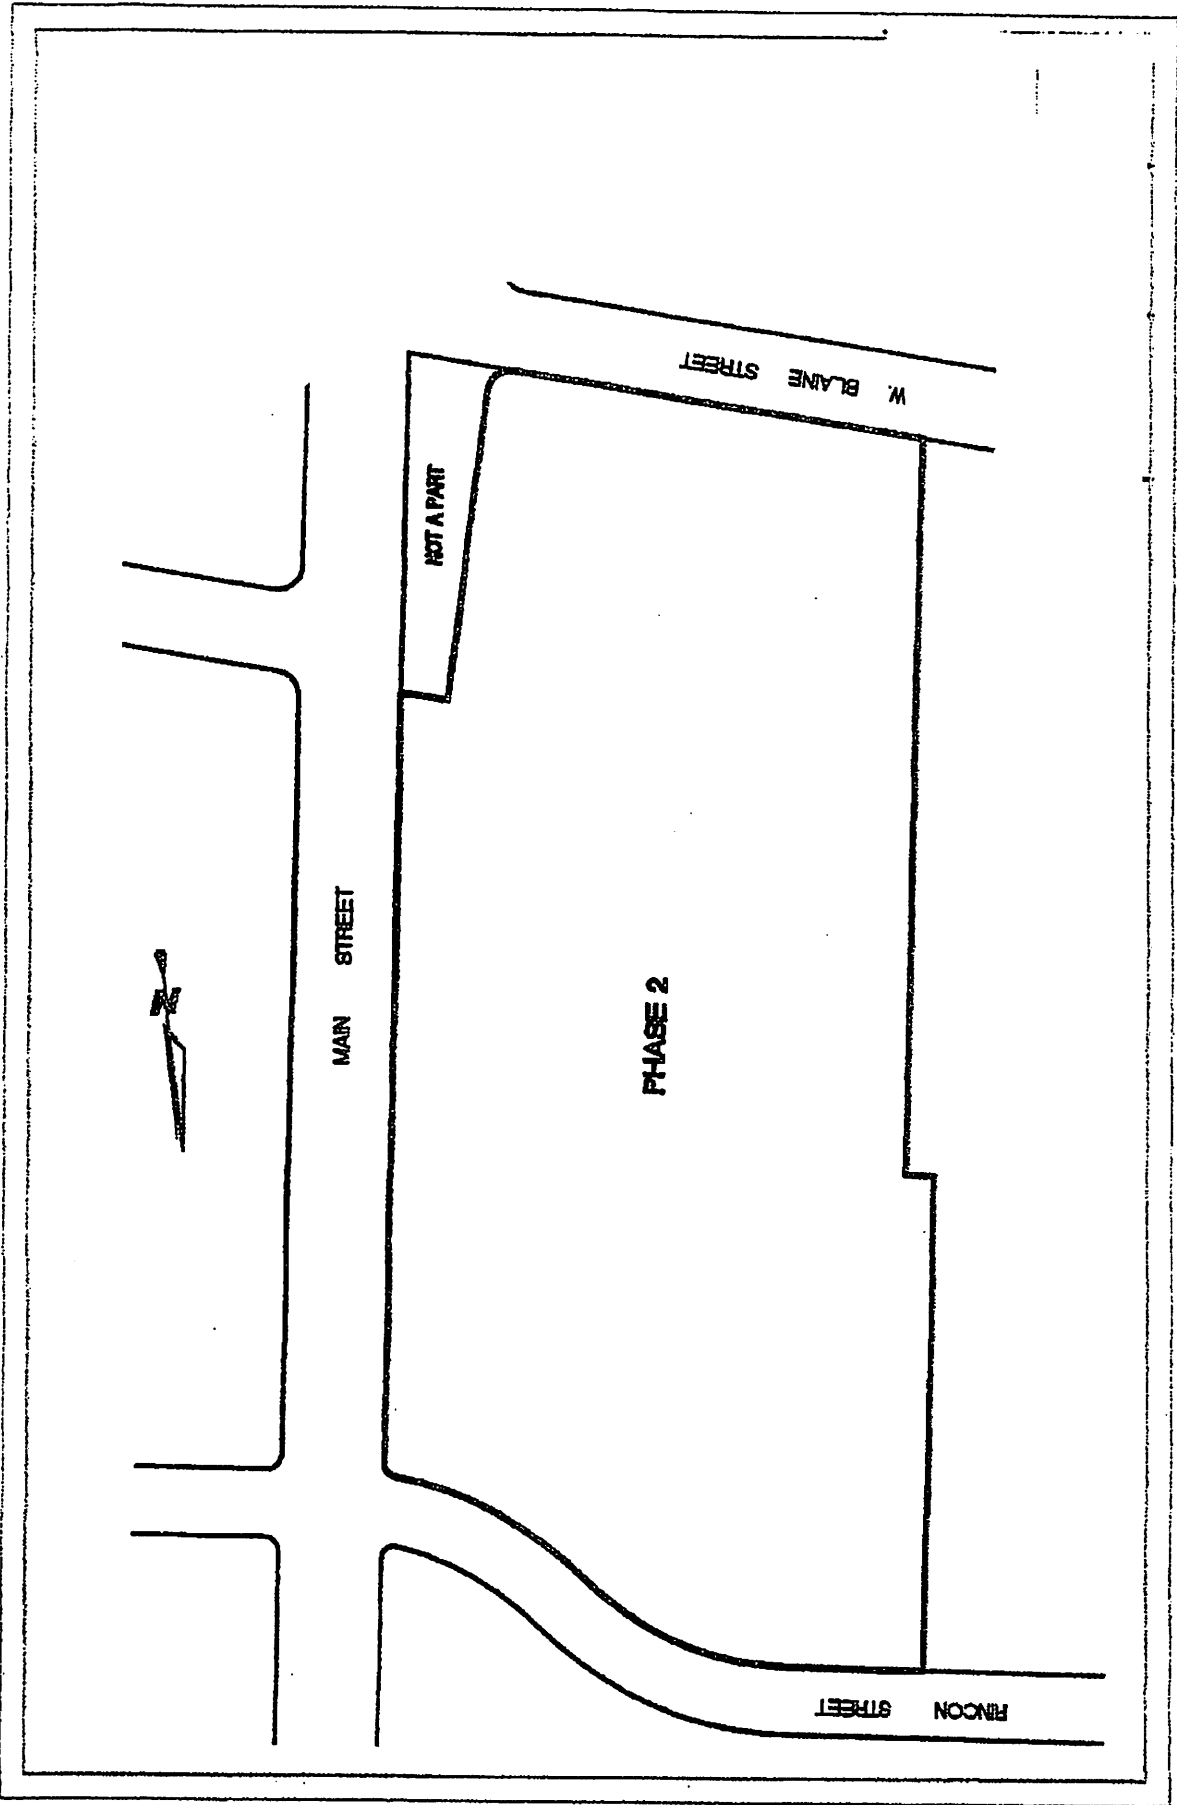 W. BLAINE STREET
NOT A PART
MAIN STREET
PHASE 2
RINCON STREET